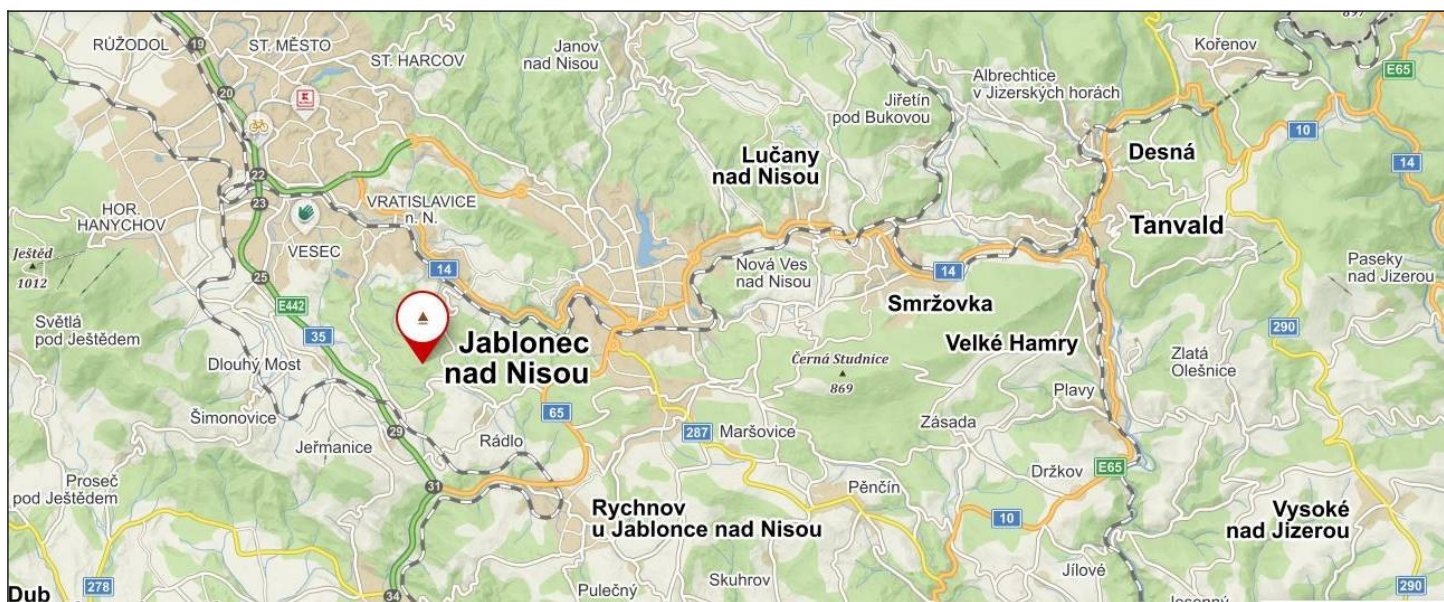 897
RŮŽODOL
19
ST. MĚSTO
ST. HARCOV
Janov
nad Nisou
Kořenov
E65
Albrechtice
v Jizerských horách
20
Jiřetín
pod Bukovou
10
14
Lučany
nad Nisou
Desná
22
23
HOR.
HANYCHOV
VRATISLAVICE
n. N.
VESEC
Tanvald
Ještěd
1012
25
14
Nová Ves
nad Nisou
14
Paseky
nad Jizerou
E442
35
Smržovka
Světlá
pod Ještědem
290
Jablonec
nad Nisou
Velké Hamry
Dlouhý Most
Černá Studnice
869
Zlatá
Olešnice
Šimonovice
Plavy
65
29
Jeřmanice
Rádlo
287
Maršovice
Zásada
Držkov
E65
Proseč
pod Ještědem
31
Pěnčín
Rychnov
u Jablonce nad Nisou
10
Vysoké
nad Jizerou
Jílové
Skuhrov
Pulečný
278
Dub
34
Jesenný
290